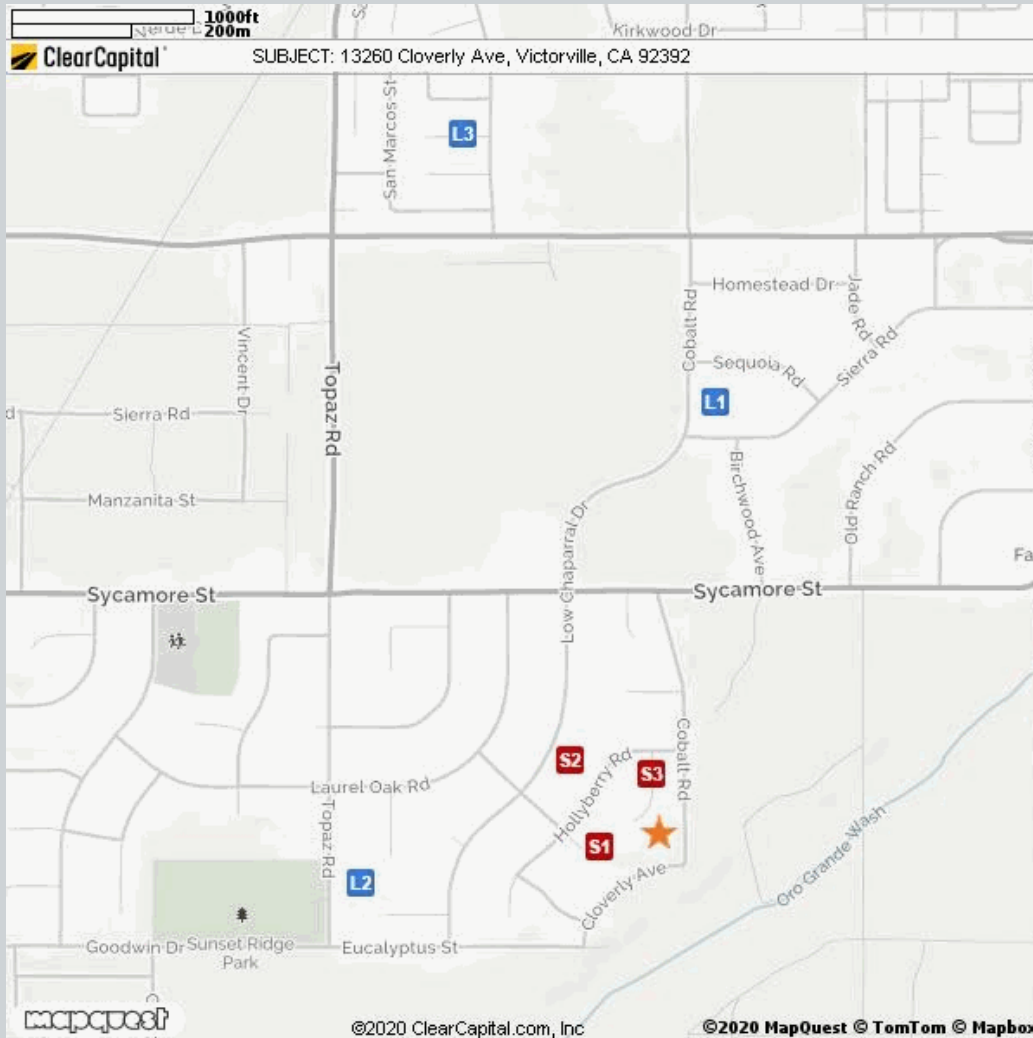 1000ft
200m
Kirkwood Dr
ClearCapital
SUBJECT: 13260 Cloverly Ave, Victorville, CA 92392
San Marcos St
L3
Homestead Dr
Jade Rd
Cobalt Rd
Vincent Dr
Sequoia Rd
Sierra Rd
Topaz Rd
L1
Sierra Rd
Birchwood Ave
Old Ranch Rd
Manzanita St
Low Chaparral Dr
Fa
Sycamore St
Sycamore St
S2
Hollyberry Rd
S3
Cobalt Rd
Laurel Oak Rd
Topaz Rd
S1
L2
Cloverly Ave
Oro Grande Wash
Goodwin Dr
Sunset Ridge
Park
Eucalyptus St
mapquest
©2020 ClearCapital.com, Inc
©2020 MapQuest © TomTom © Mapbox